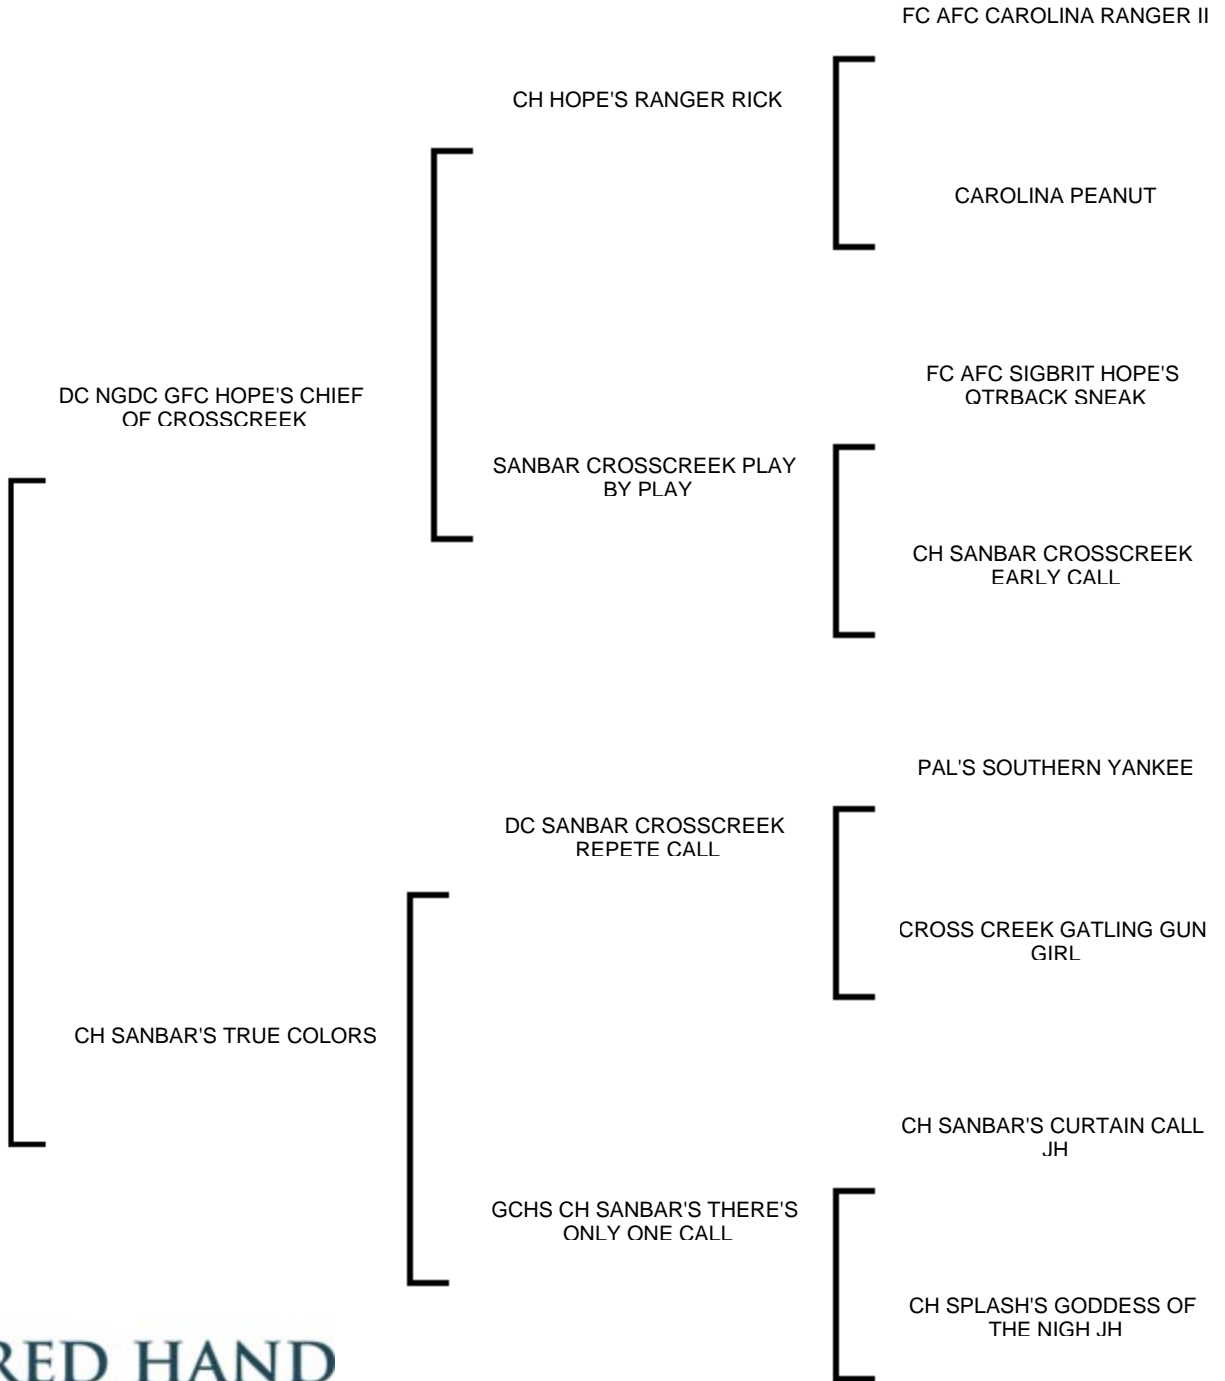 FC AFC CAROLINA RANGER II
CH HOPE'S RANGER RICK
CAROLINA PEANUT
DC NGDC GFC HOPE'S CHIEF
OF CROSSCREEK
FC AFC SIGBRIT HOPE'S
QTRBACK SNEAK
SANBAR CROSSCREEK PLAY
BY PLAY
CH SANBAR CROSSCREEK
EARLY CALL
PAL'S SOUTHERN YANKEE
DC SANBAR CROSSCREEK
REPETE CALL
CROSS CREEK GATLING GUN
GIRL
CH SANBAR'S TRUE COLORS
CH SANBAR'S CURTAIN CALL
JH
GCHS CH SANBAR'S THERE'S
ONLY ONE CALL
CH SPLASH'S GODDESS OF
THE NIGH JH
RED HAND